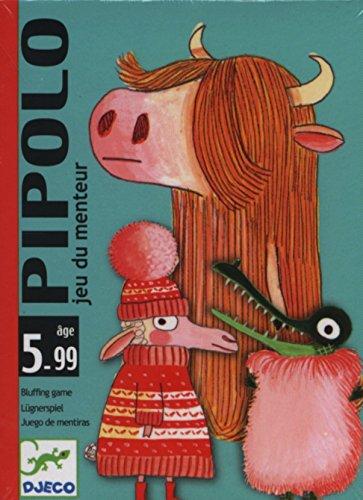 PIPOLO
jeu du menteur
âge
5-99
Bluffing game
Lügnerspiel
Juego de mentiras
DJECO